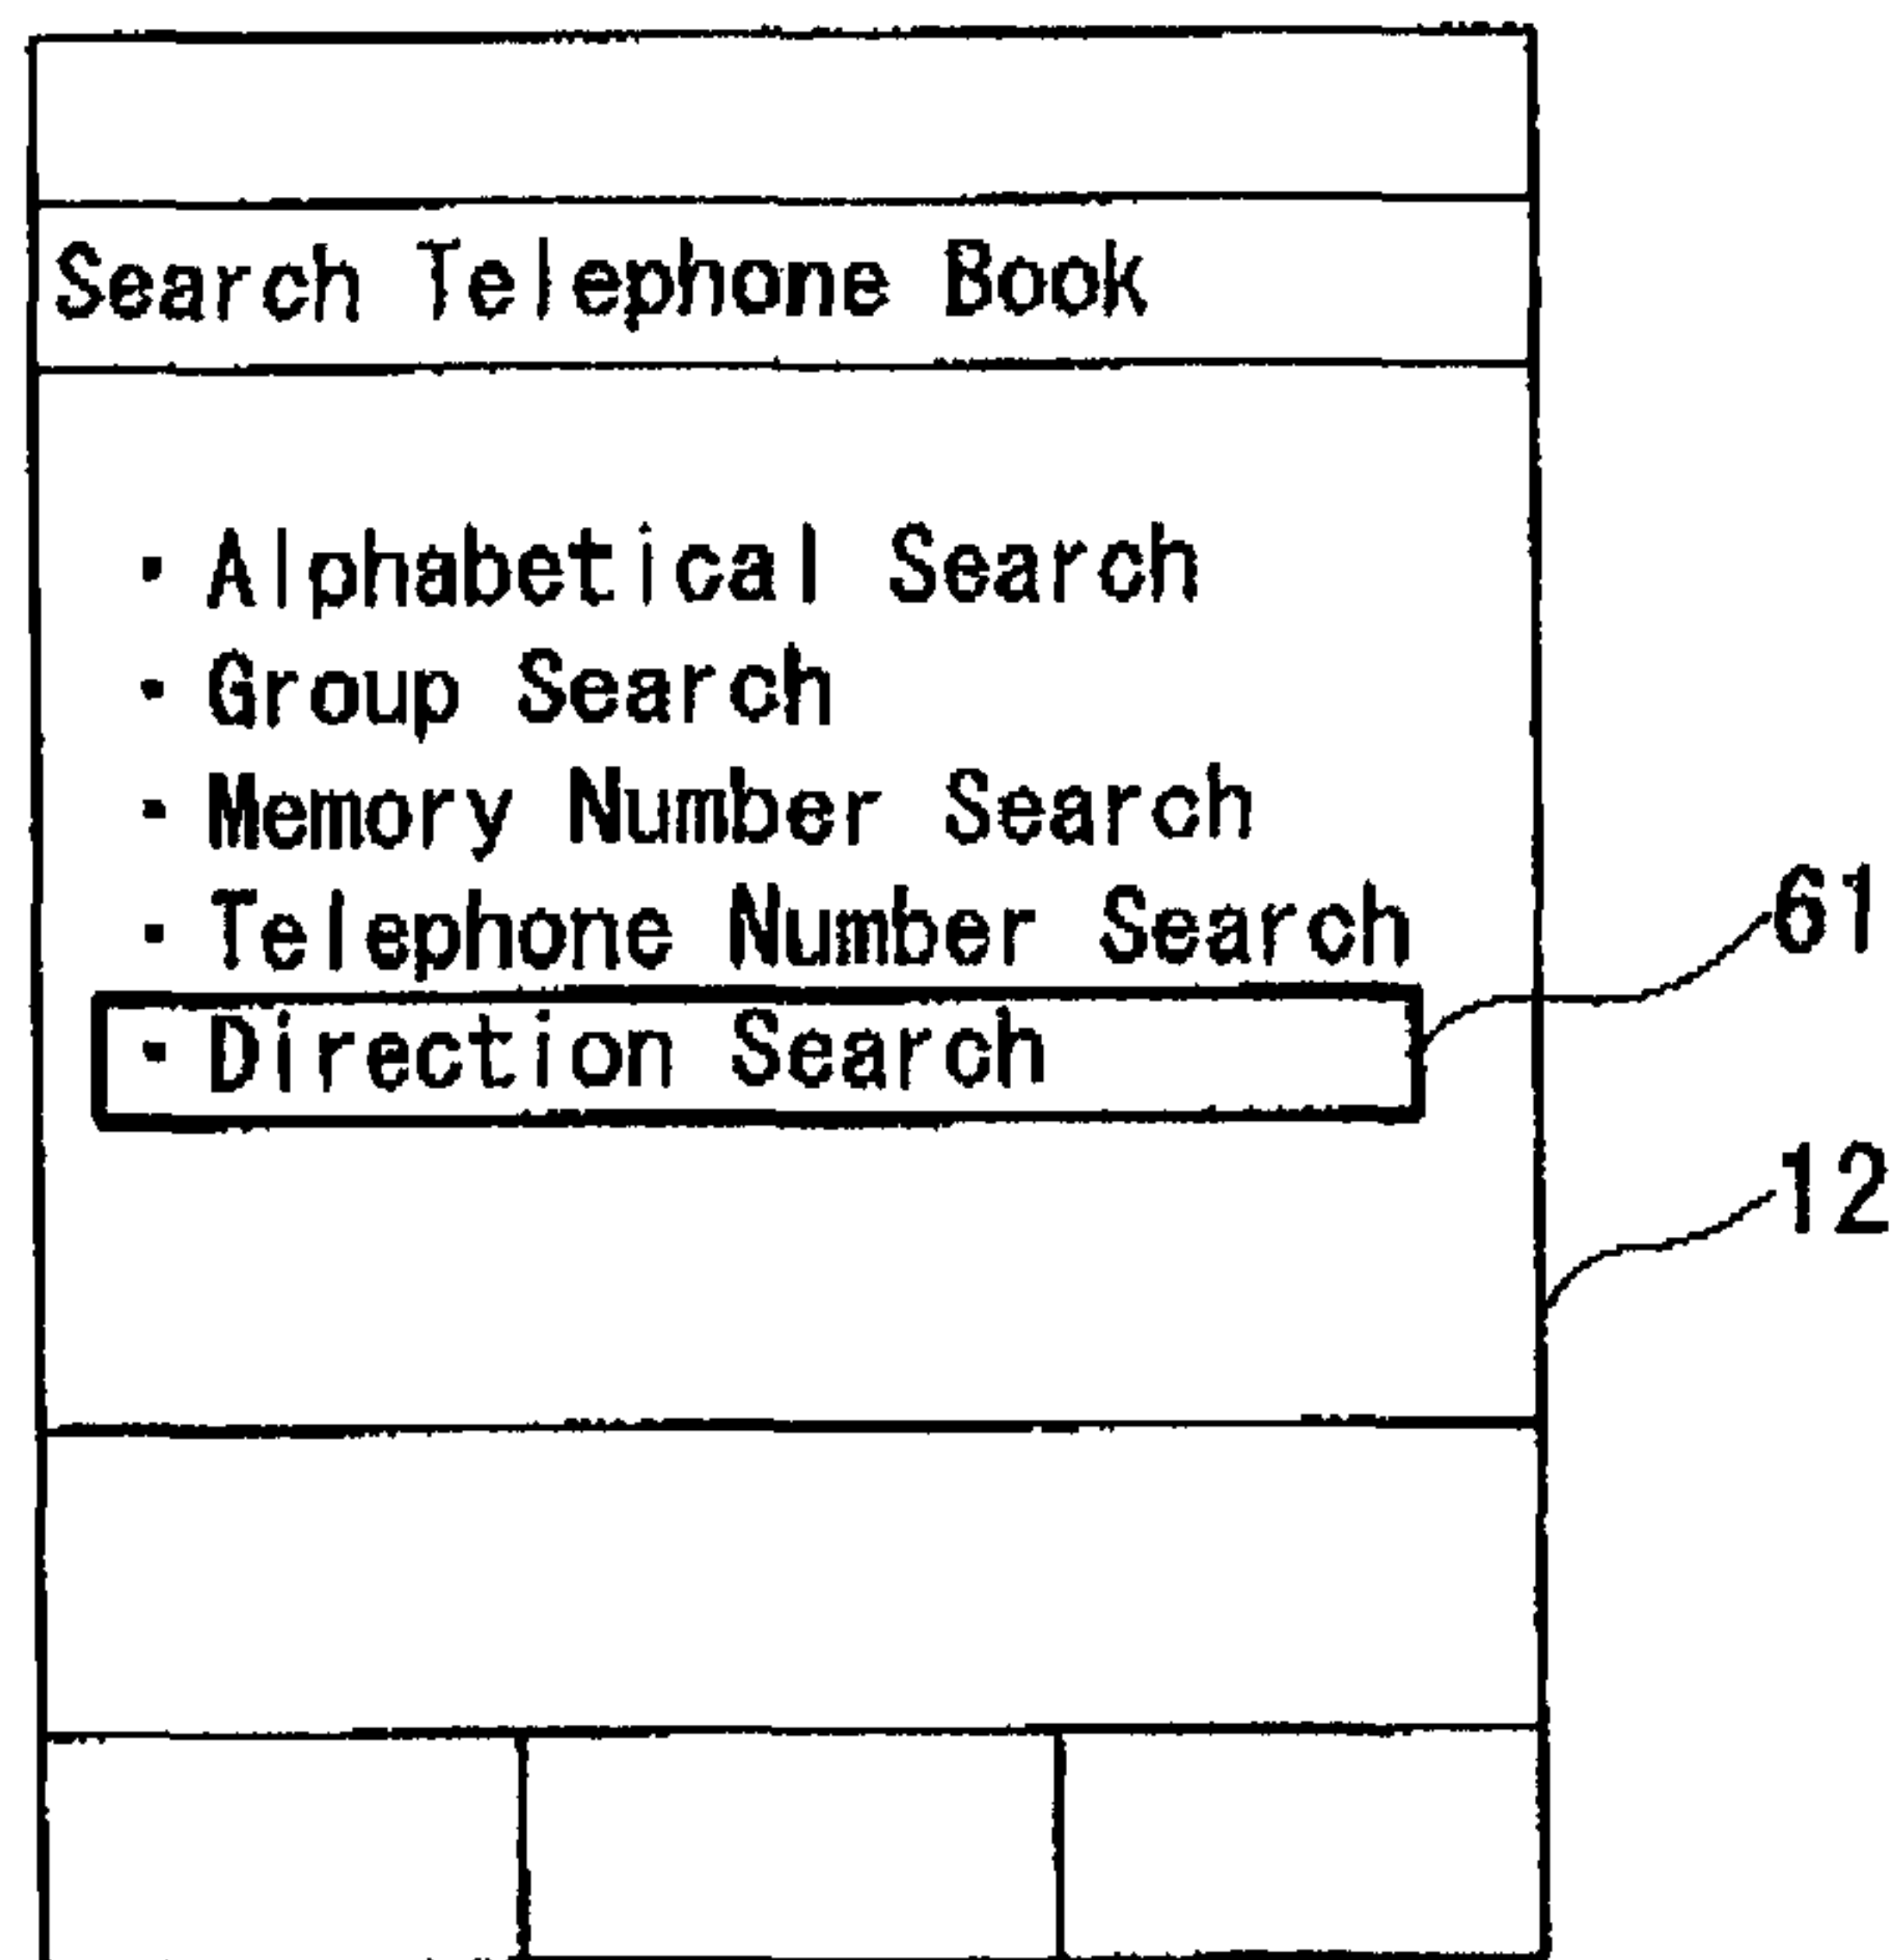 Search Telephone Book
· Alphabetical Search
· Group Search
· Memory Number Search
· Telephone Number Search
61
· Direction Search
12